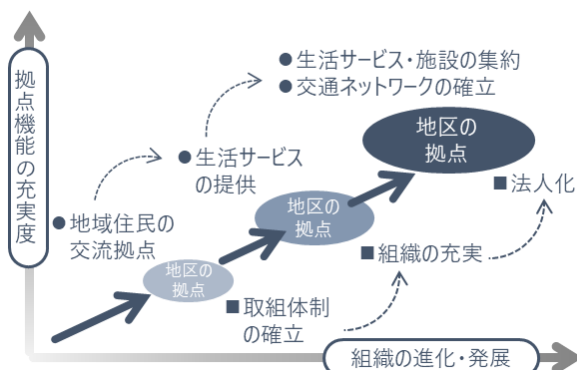 拠点機能の充実度
●生活サービス・施設の集約
●交通ネットワークの確立
地区の
拠点
●生活サービス
の提供
■法人化
地区の
拠点
●地域住民の
交流拠点
■組織の充実
地区の
拠点
■取組体制
の確立
組織の進化・発展